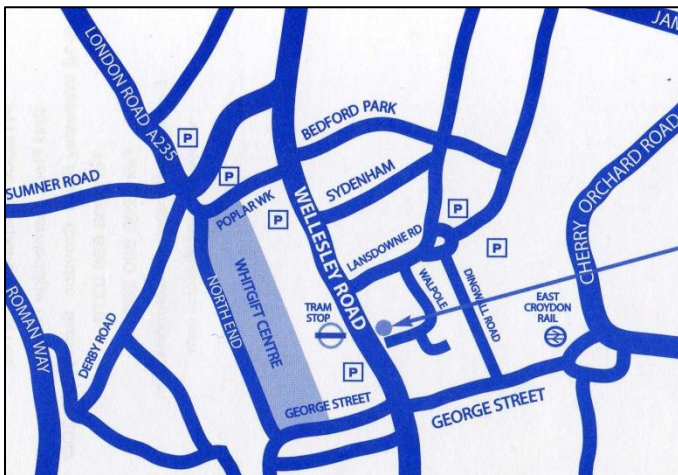 LONDON ROAD A235
JAM
BEDFORD PARK
P
P
SUMNER ROAD
SYDENHAM
POPLAR WK
P
P
CHERRY ORCHARD ROAD
WELLESLEY ROAD
LANSDOWNE RD
P
WHITGIFT CENTRE
NORTH END
WALPOLE
DINGWALL ROAD
ROMAN WAY
TRAM
STOP
EAST
CROYDON
RAIL
DERBY ROAD
P
GEORGE STREET
GEORGE STREET